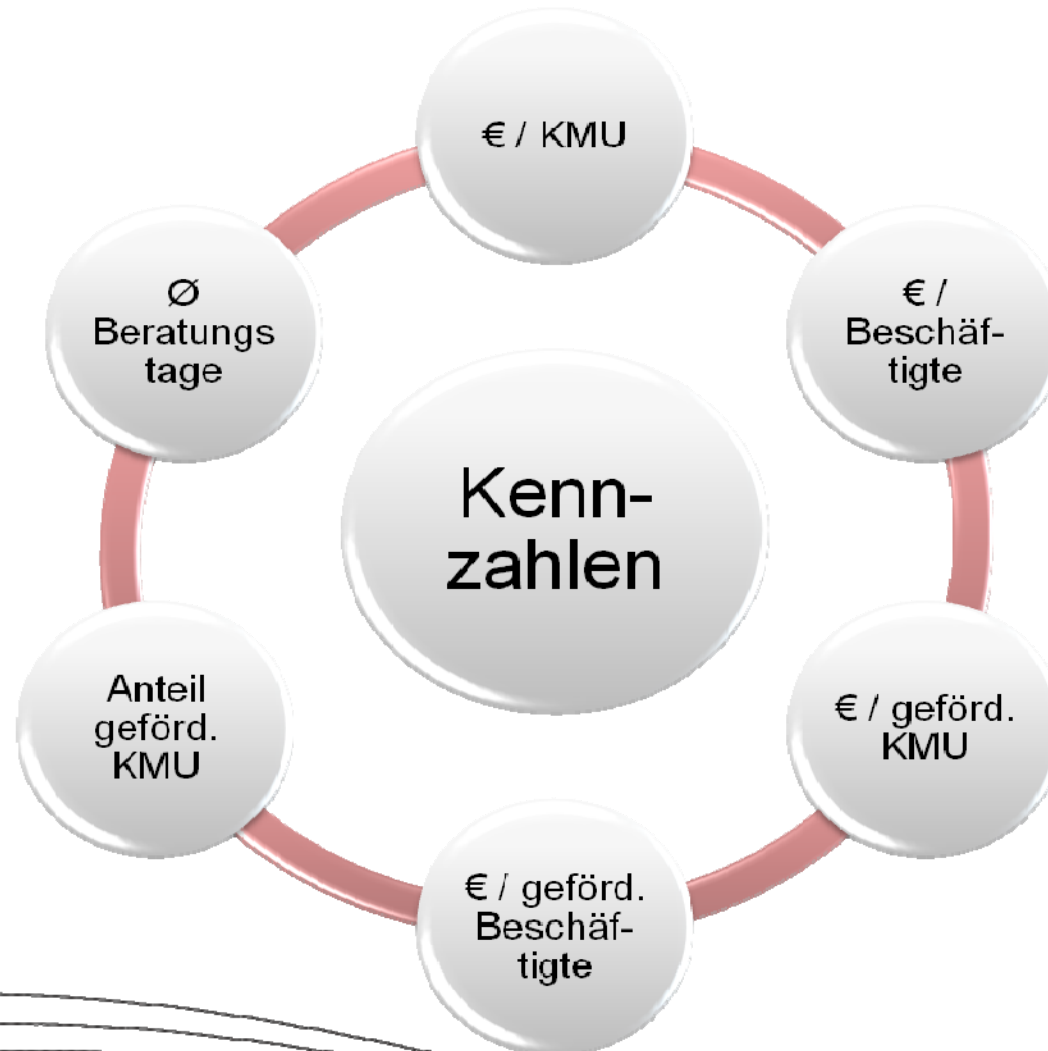 € / KMU
€ /
Beschäf-
tigte
€ / geförd.
KMU
€ / geförd.
Beschäf-
tigte
Anteil
geförd.
KMU
Ø
Beratungs
tage
Kenn-
zahlen